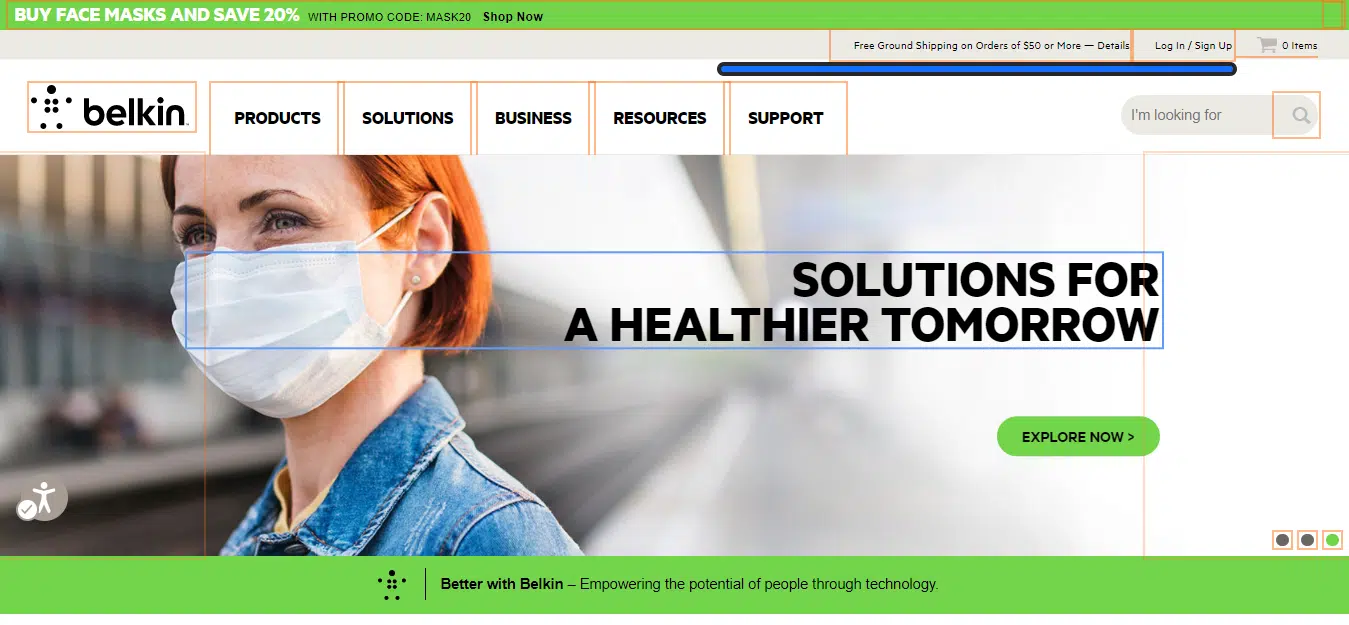 BUY FACE MASKS AND SAVE 20% WITH PROMO CODE: MASK20 Shop Now
Free Ground Shipping on Orders of $50 or More — Details Log In / Sign Up 0 Items
belkin
PRODUCTS SOLUTIONS BUSINESS RESOURCES SUPPORT I'm looking for
SOLUTIONS FOR
A HEALTHIER TOMORROW
EXPLORE NOW >
Better with Belkin – Empowering the potential of people through technology.